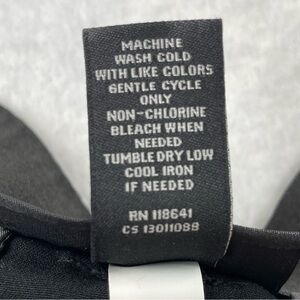 MACHINE
WASH COLD
WITH LIKE COLORS
GENTLE CYCLE
ONLY
NON-CHLORINE
BLEACH WHEN
NEEDED
TUMBLE DRY LOW
COOL IRON
IF NEEDED
RN 118641
CS 13011088